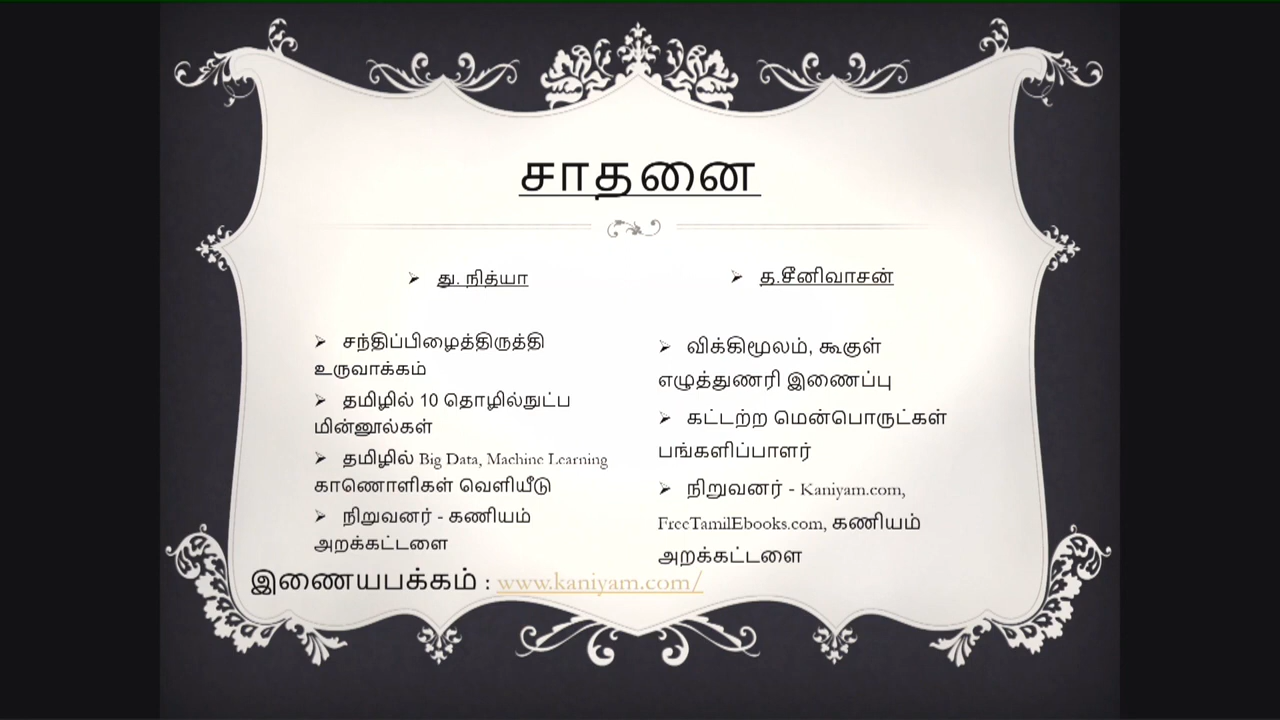 சாதனை
➢ து. நித்யா
➢ சந்திப்பிழைத்திருத்தி
உருவாக்கம்
➢ தமிழில் 10 தொழில்நுட்ப
மின்னூல்கள்
➢ தமிழில் Big Data, Machine Learning
காணொளிகள் வெளியீடு
➢ நிறுவனர் - கணியம்
அறக்கட்டளை
➢ த.சீனிவாசன்
➢ விக்கிமூலம், கூகுள்
எழுத்துணரி இணைப்பு
➢ கட்டற்ற மென்பொருட்கள்
பங்களிப்பாளர்
➢ நிறுவனர் - Kaniyam.com,
FreeTamilEbooks.com, கணியம்
அறக்கட்டளை
இணையபக்கம் : www.kaniyam.com/